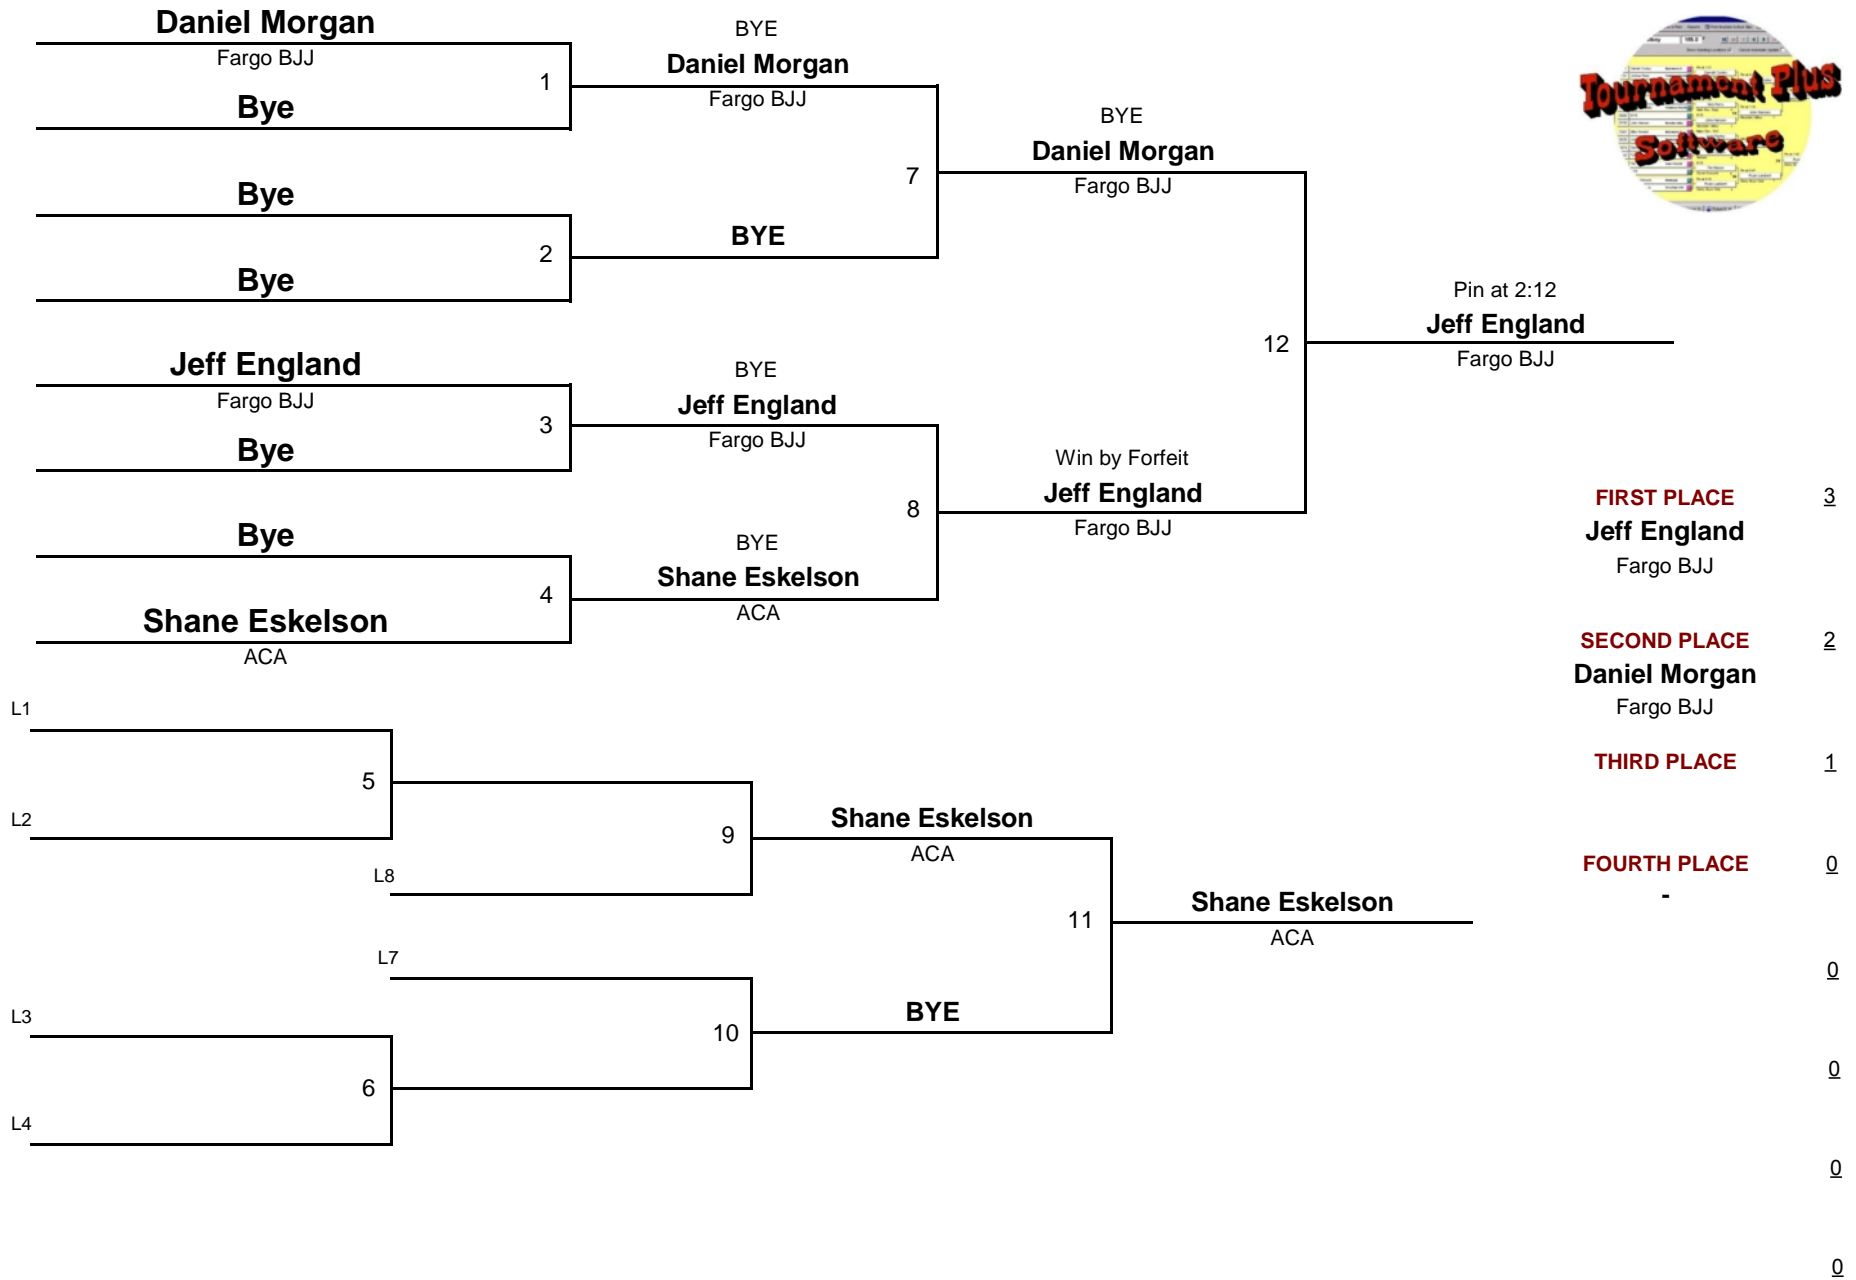 Daniel Morgan
Fargo BJJ
Bye
1
BYE
Daniel Morgan
Fargo BJJ
Bye
Bye
2
BYE
7
BYE
Daniel Morgan
Fargo BJJ
Jeff England
Fargo BJJ
Bye
3
BYE
Jeff England
Fargo BJJ
Bye
Shane Eskelson
ACA
4
BYE
Shane Eskelson
ACA
8
Win by Forfeit
Jeff England
Fargo BJJ
12
Pin at 2:12
Jeff England
Fargo BJJ
Tournament Plus
Software
FIRST PLACE 3
Jeff England
Fargo BJJ
SECOND PLACE 2
Daniel Morgan
Fargo BJJ
THIRD PLACE 1
FOURTH PLACE 0
-
0
0
0
0
L1
L2
5
L8
9
Shane Eskelson
ACA
L7
L3
L4
6
10
BYE
11
Shane Eskelson
ACA